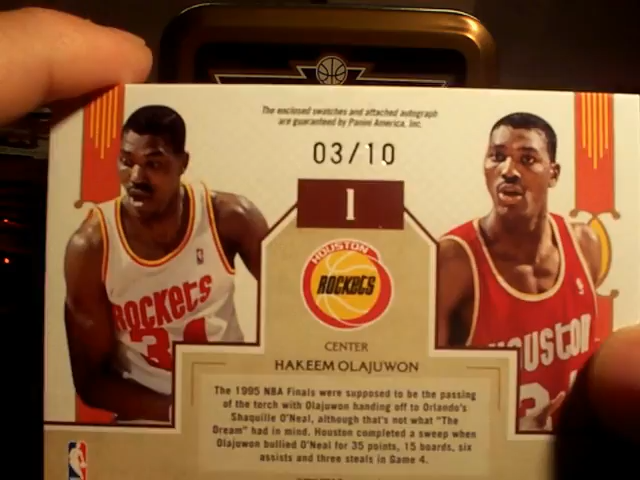 The enclosed swatches and attached autograph
are guaranteed by Panini America, Inc.
03/10
1
HOUSTON
ROCKETS
ROCKETS
34
HOUSTON
CENTER
HAKEEM OLAJUWON
The 1995 NBA Finals were supposed to be the passing
of the torch with Olajuwon handing off to Orlando's
Shaquille O'Neal, although that's not what "The
Dream" had in mind. Houston completed a sweep when
Olajuwon bullied O'Neal for 35 points, 15 boards, six
assists and three steals in Game 4.